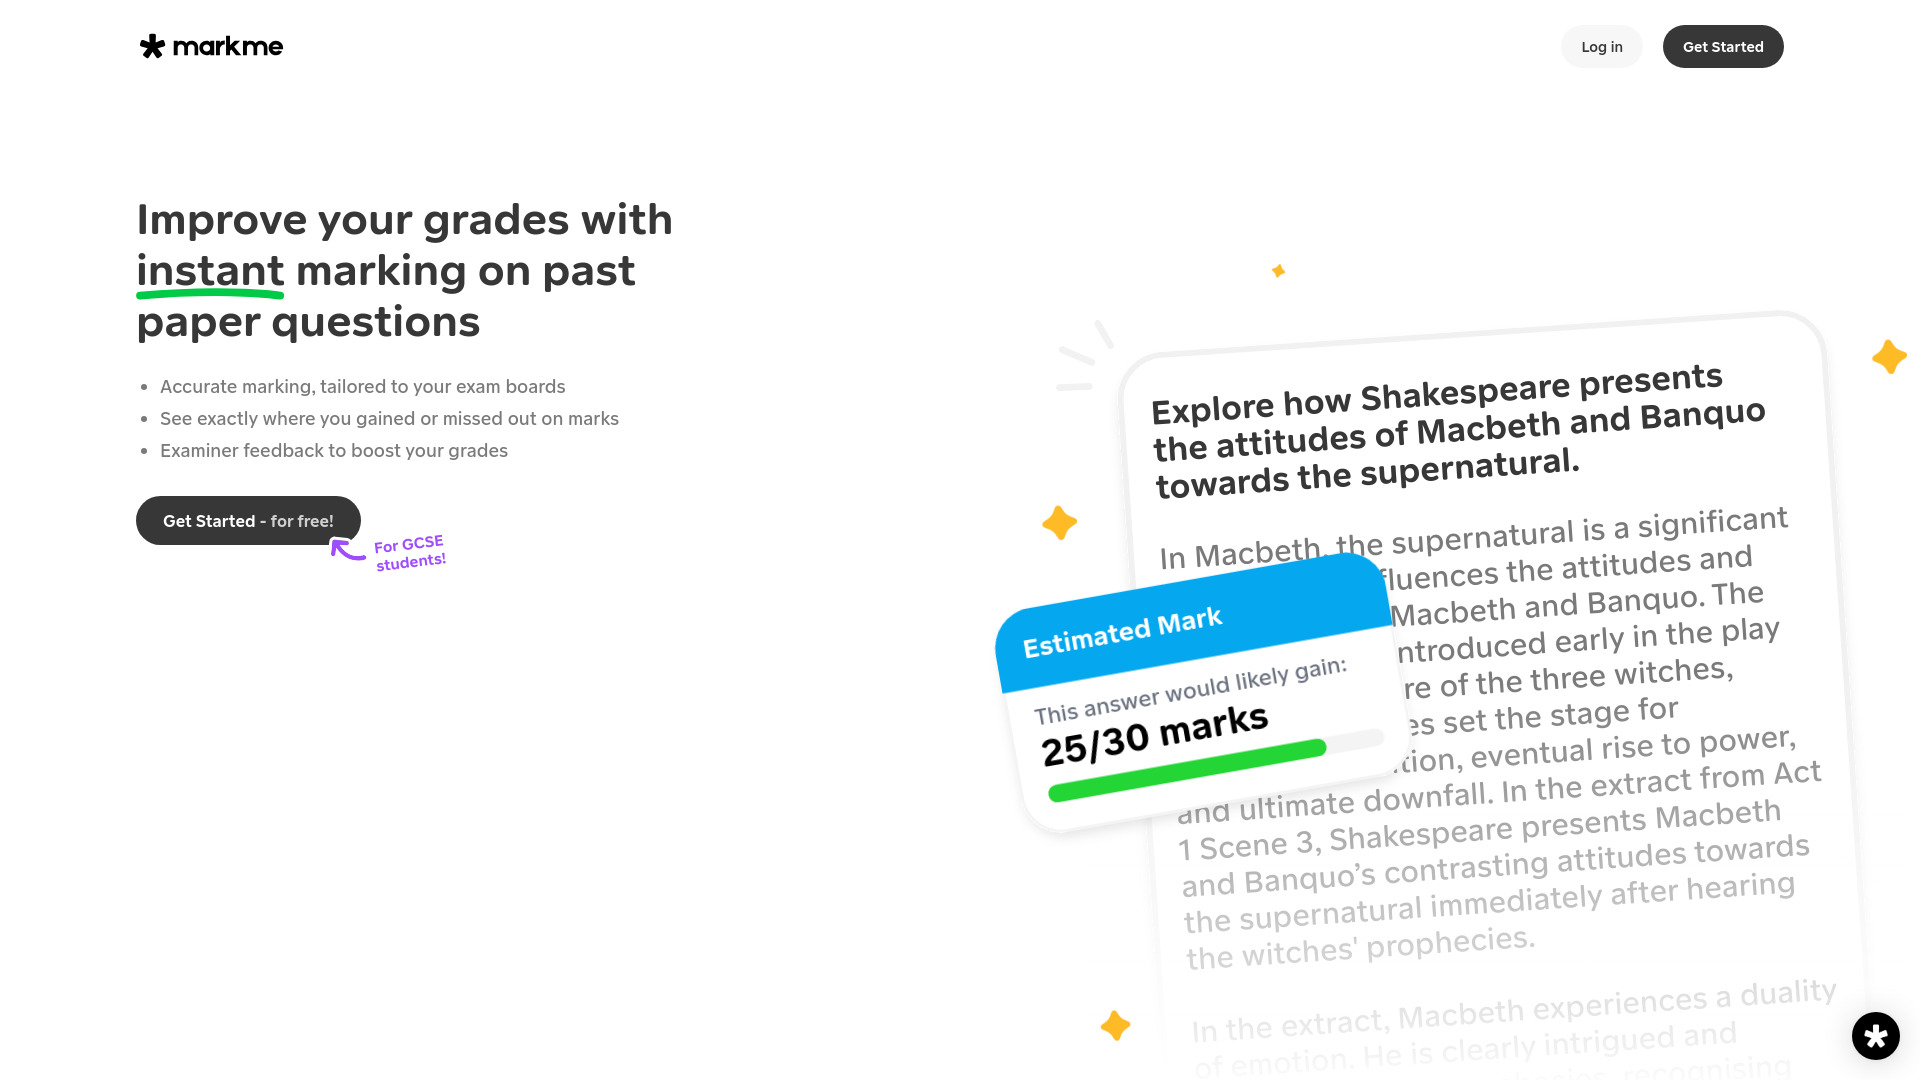 markme
Log in
Get Started
Improve your grades with
instant marking on past
paper questions
Accurate marking, tailored to your exam boards
See exactly where you gained or missed out on marks
Examiner feedback to boost your grades
Get Started - for free!
For GCSE
students!
Explore how Shakespeare presents
the attitudes of Macbeth and Banquo
towards the supernatural.
In Macbeth, the supernatural is a significant
fluences the attitudes and
Macbeth and Banquo. The
ntroduced early in the play
re of the three witches,
es set the stage for
tion, eventual rise to power,
and ultimate downfall. In the extract from Act
1 Scene 3, Shakespeare presents Macbeth
and Banquo’s contrasting attitudes towards
the supernatural immediately after hearing
the witches' prophecies.
In the extract, Macbeth experiences a duality
of emotion. He is clearly intrigued and
recognising
Estimated Mark
This answer would likely gain:
25/30 marks